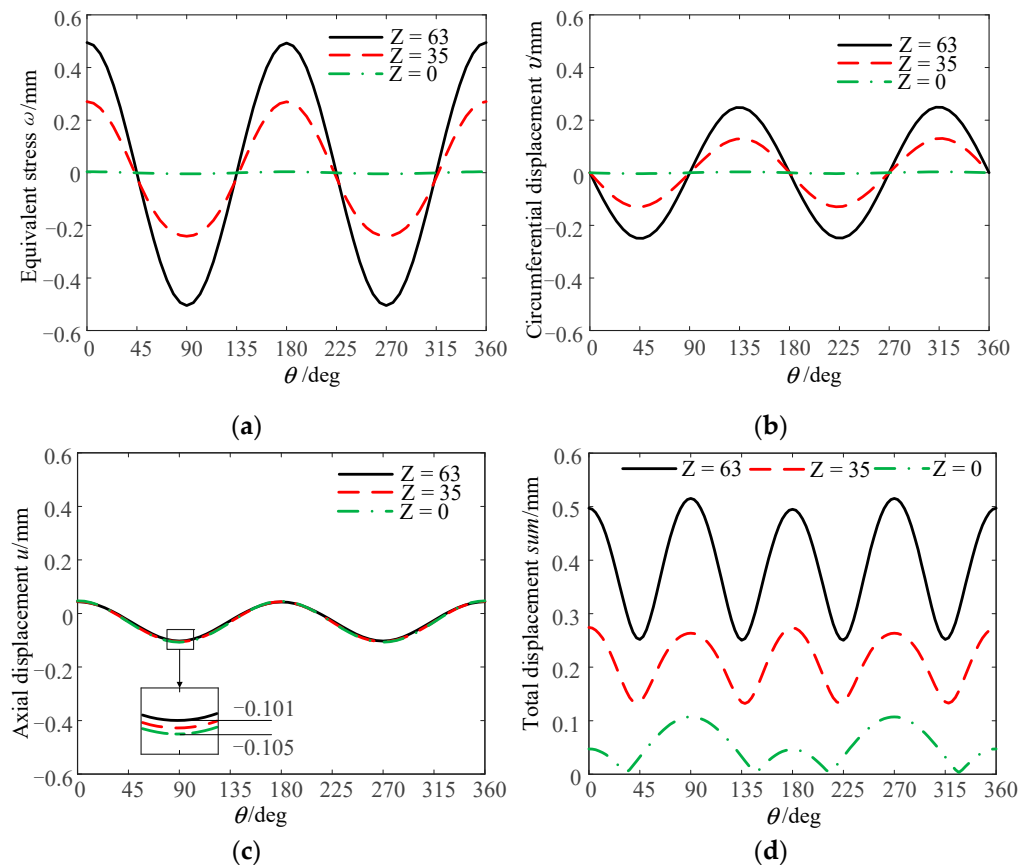 0.6
0.4
0.2
0
−0.2
−0.4
−0.6
Equivalent stress ω/mm
Z = 63
Z = 35
Z = 0
0 45 90 135 180 225 270 315 360
θ /deg
(a)
0.6
0.4
0.2
0
−0.2
−0.4
−0.6
Circumferential displacement υ/mm
Z = 63
Z = 35
Z = 0
0 45 90 135 180 225 270 315 360
θ /deg
(b)
0.6
0.4
0.2
0
−0.2
−0.4
−0.6
Axial displacement u/mm
Z = 63
Z = 35
Z = 0
−0.101
−0.105
0 45 90 135 180 225 270 315 360
θ /deg
(c)
0.6
0.5
0.4
0.3
0.2
0.1
0
Total displacement sum/mm
Z = 63 Z = 35 Z = 0
0 45 90 135 180 225 270 315 360
θ /deg
(d)